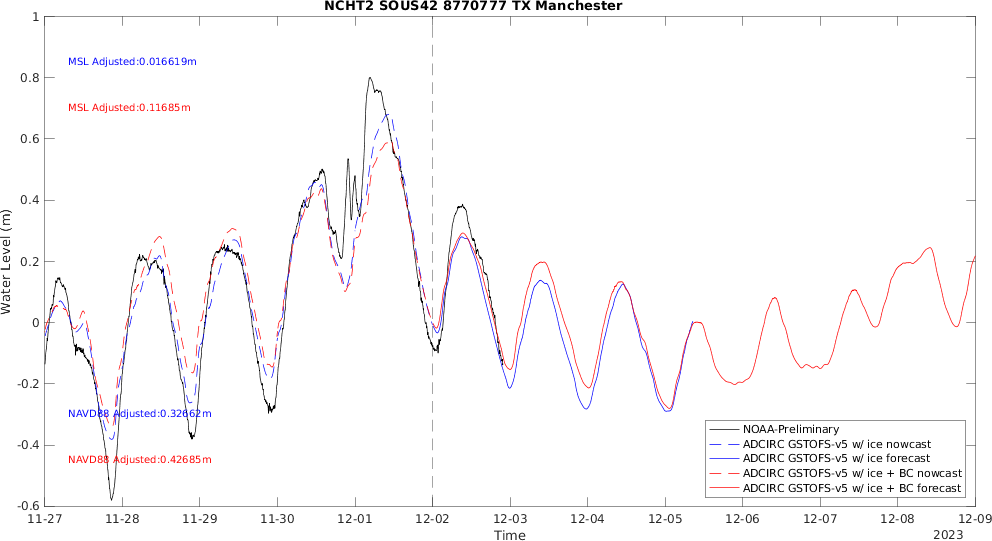 NCHT2 SOUS42 8770777 TX Manchester
1
0.8
0.6
0.4
0.2
0
-0.2
-0.4
-0.6
Water Level (m)
MSL Adjusted:0.016619m
MSL Adjusted:0.11685m
NAVD88 Adjusted:0.32662m
NAVD88 Adjusted:0.42685m
NOAA-Preliminary
ADCIRC GSTOFS-v5 w/ ice nowcast
ADCIRC GSTOFS-v5 w/ ice forecast
ADCIRC GSTOFS-v5 w/ ice + BC nowcast
ADCIRC GSTOFS-v5 w/ ice + BC forecast
11-27 11-28 11-29 11-30 12-01 12-02 12-03 12-04 12-05 12-06 12-07 12-08 12-09
Time
2023